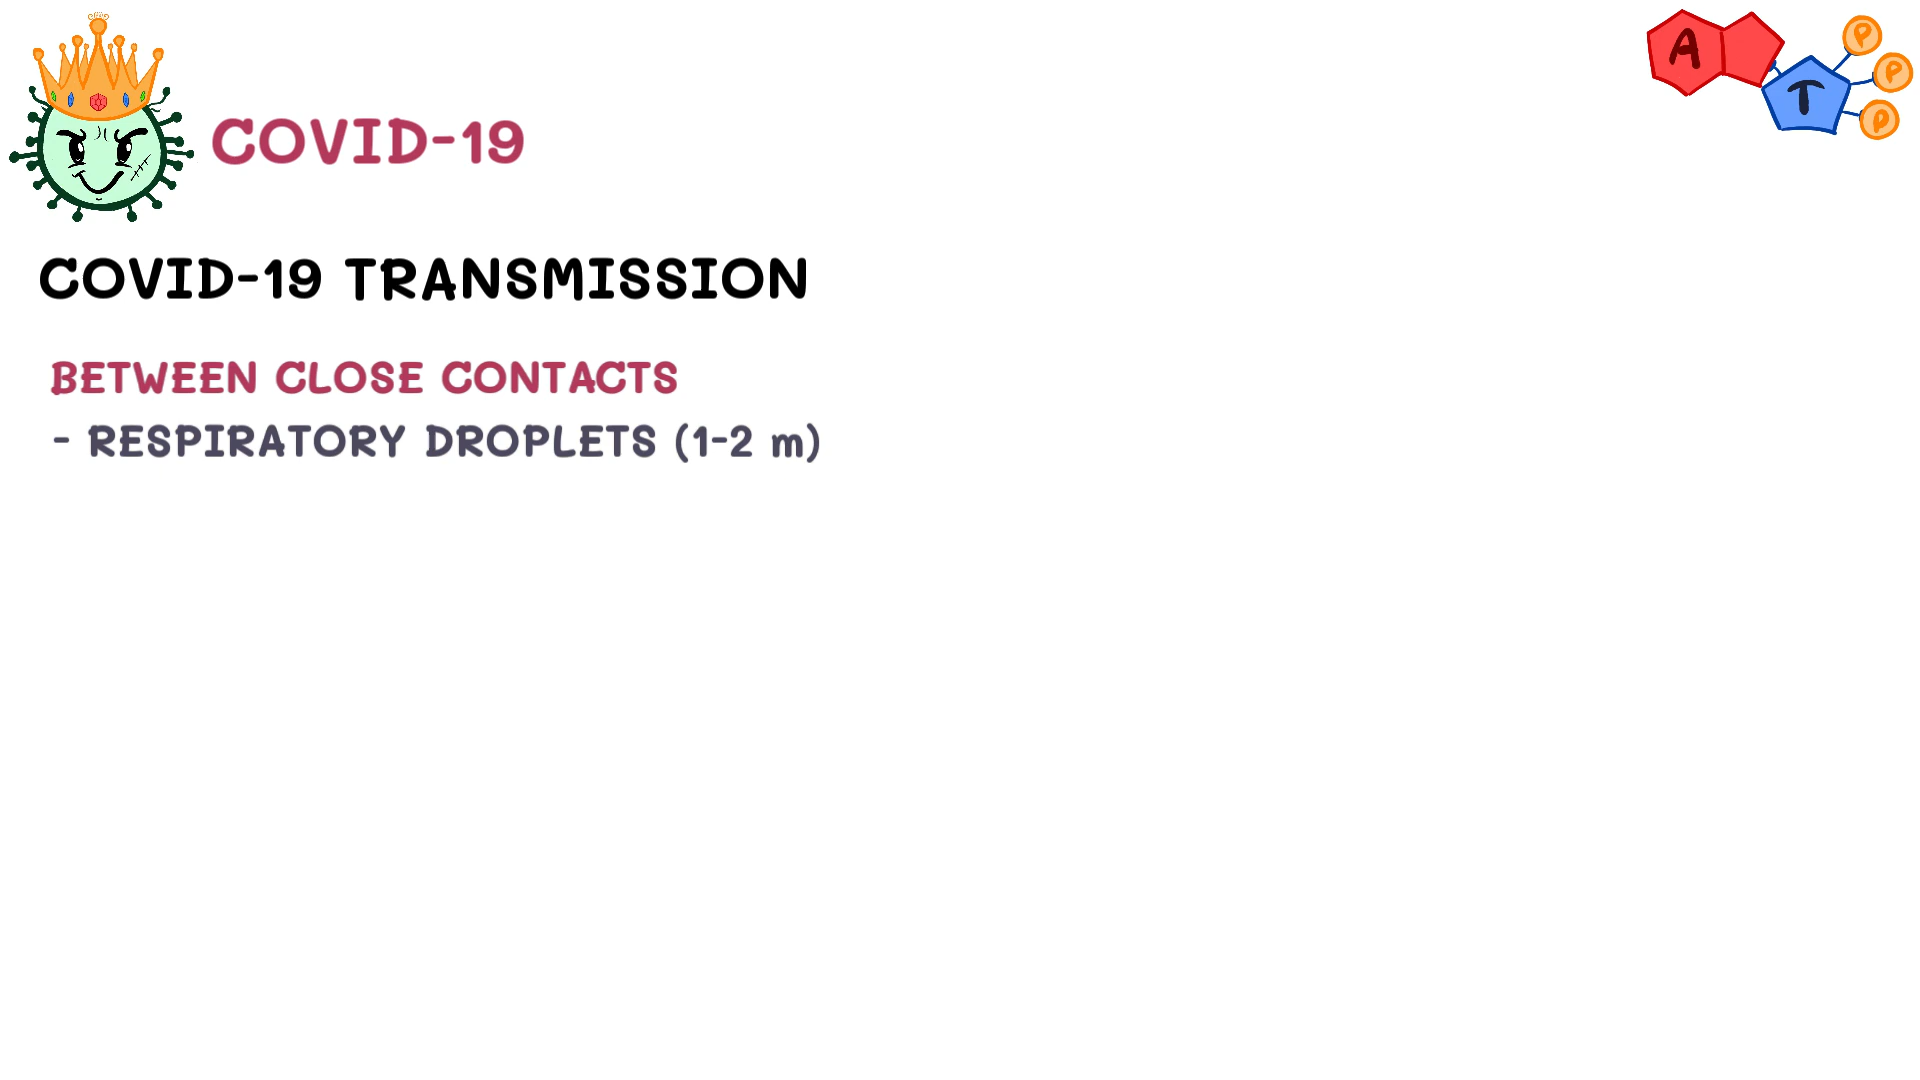 COVID-19
A
T
P
P
P
COVID-19 TRANSMISSION
BETWEEN CLOSE CONTACTS
- RESPIRATORY DROPLETS (1-2 m)